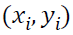 (xᵢ, yᵢ)